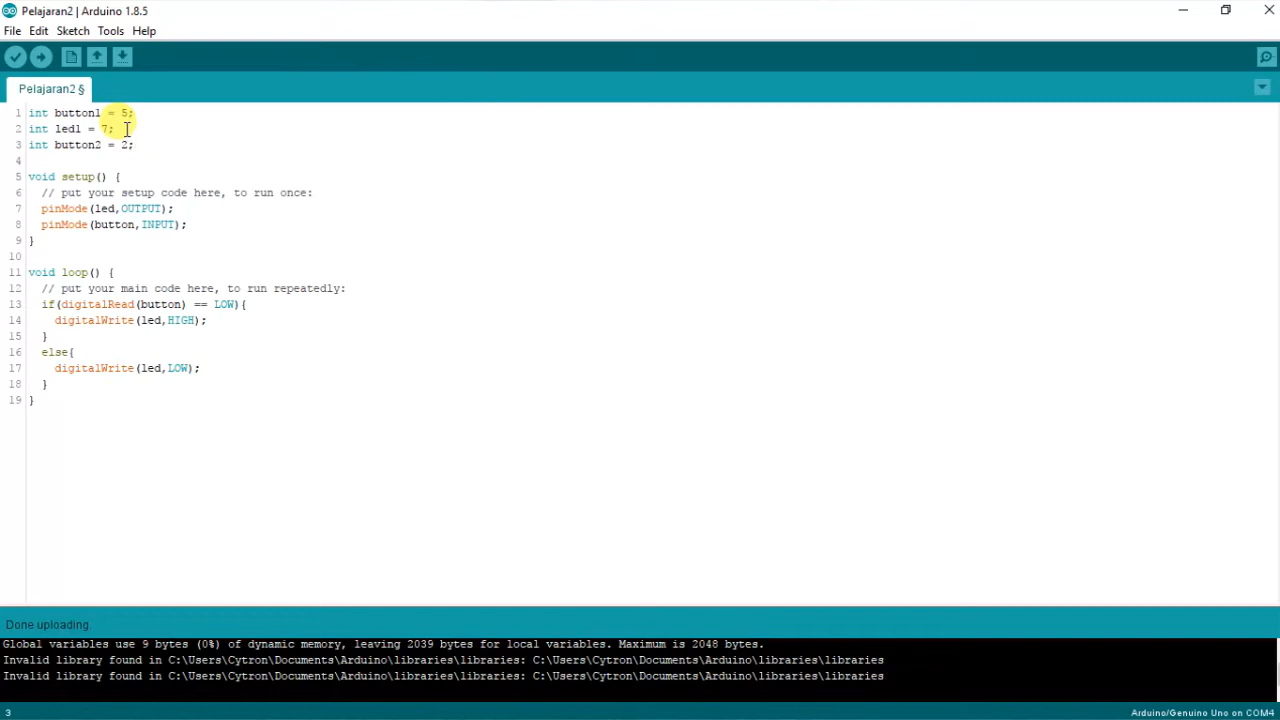 Pelajaran2 | Arduino 1.8.5
File Edit Sketch Tools Help
Pelajaran2 §
1 int button1 = 5;
2 int led1 = 7;
3 int button2 = 2;
4
5 void setup() {
6 // put your setup code here, to run once:
7 pinMode(led,OUTPUT);
8 pinMode(button,INPUT);
9 }
10
11 void loop() {
12 // put your main code here, to run repeatedly:
13 if(digitalRead(button) == LOW){
14 digitalWrite(led,HIGH);
15 }
16 else{
17 digitalWrite(led,LOW);
18 }
19 }
Done uploading.
Global variables use 9 bytes (0%) of dynamic memory, leaving 2039 bytes for local variables. Maximum is 2048 bytes.
Invalid library found in C:\Users\Cytron\Documents\Arduino\libraries\libraries: C:\Users\Cytron\Documents\Arduino\libraries\libraries
Invalid library found in C:\Users\Cytron\Documents\Arduino\libraries\libraries: C:\Users\Cytron\Documents\Arduino\libraries\libraries
3 Arduino/Genuino Uno on COM4